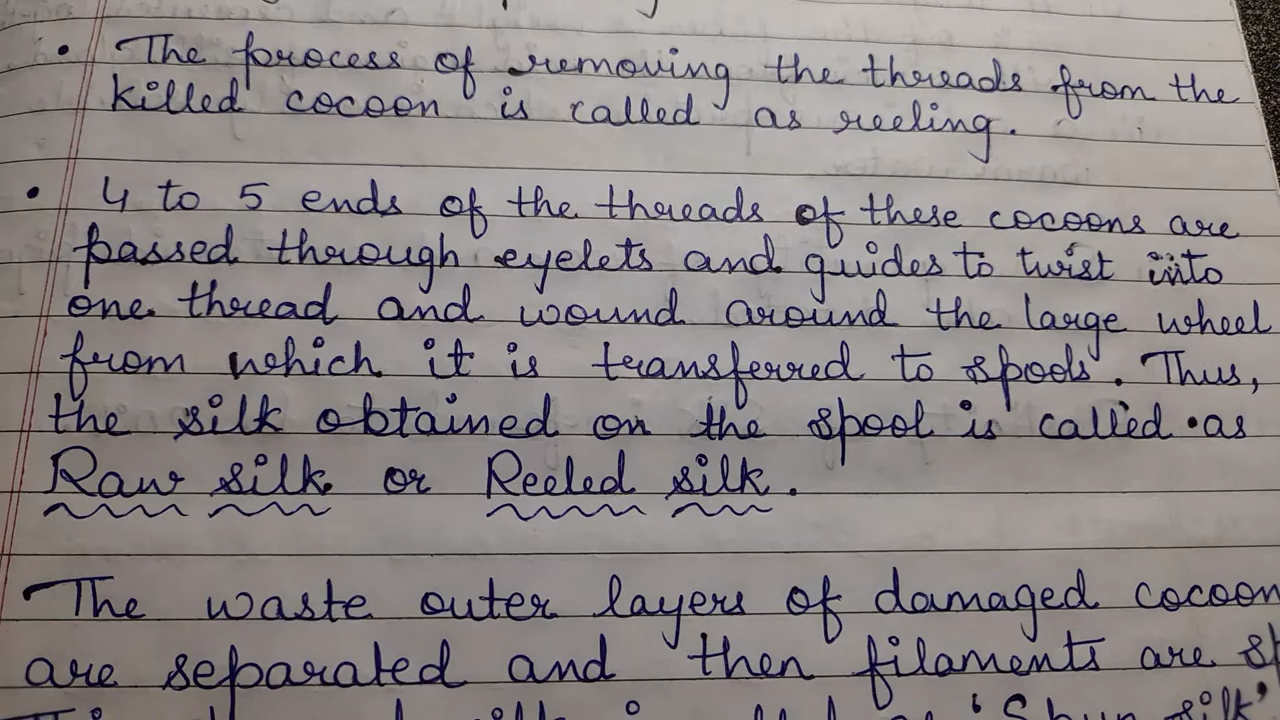 • The process of removing the threads from the
killed cocoon is called as reeling.
• 4 to 5 ends of the threads of these cocoons are
passed through eyelets and guides to twist into
one thread and wound around the large wheel
from which it is transferred to spools. Thus,
the silk obtained on the spool is called as
Raw silk or Reeled silk.
The waste outer layers of damaged cocoon
are separated and then filaments are
'Spun silk'